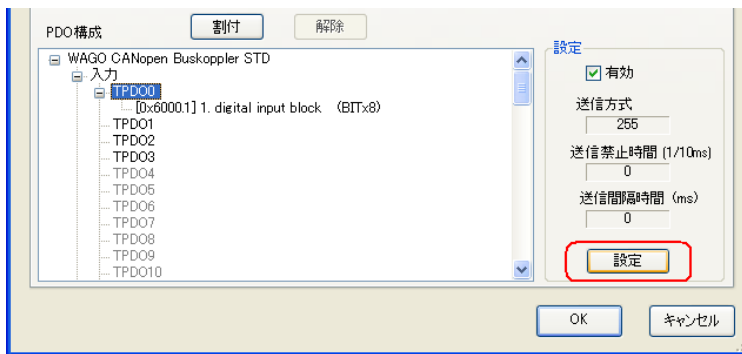 PDO構成
割付
解除
WAGO CANopen Buskoppler STD
入力
TPDO0
[0x6000.1] 1. digital input block (BITx8)
TPDO1
TPDO2
TPDO3
TPDO4
TPDO5
TPDO6
TPDO7
TPDO8
TPDO9
TPDO10
設定
有効
送信方式
255
送信禁止時間 (1/10ms)
0
送信間隔時間 (ms)
0
設定
OK
キャンセル